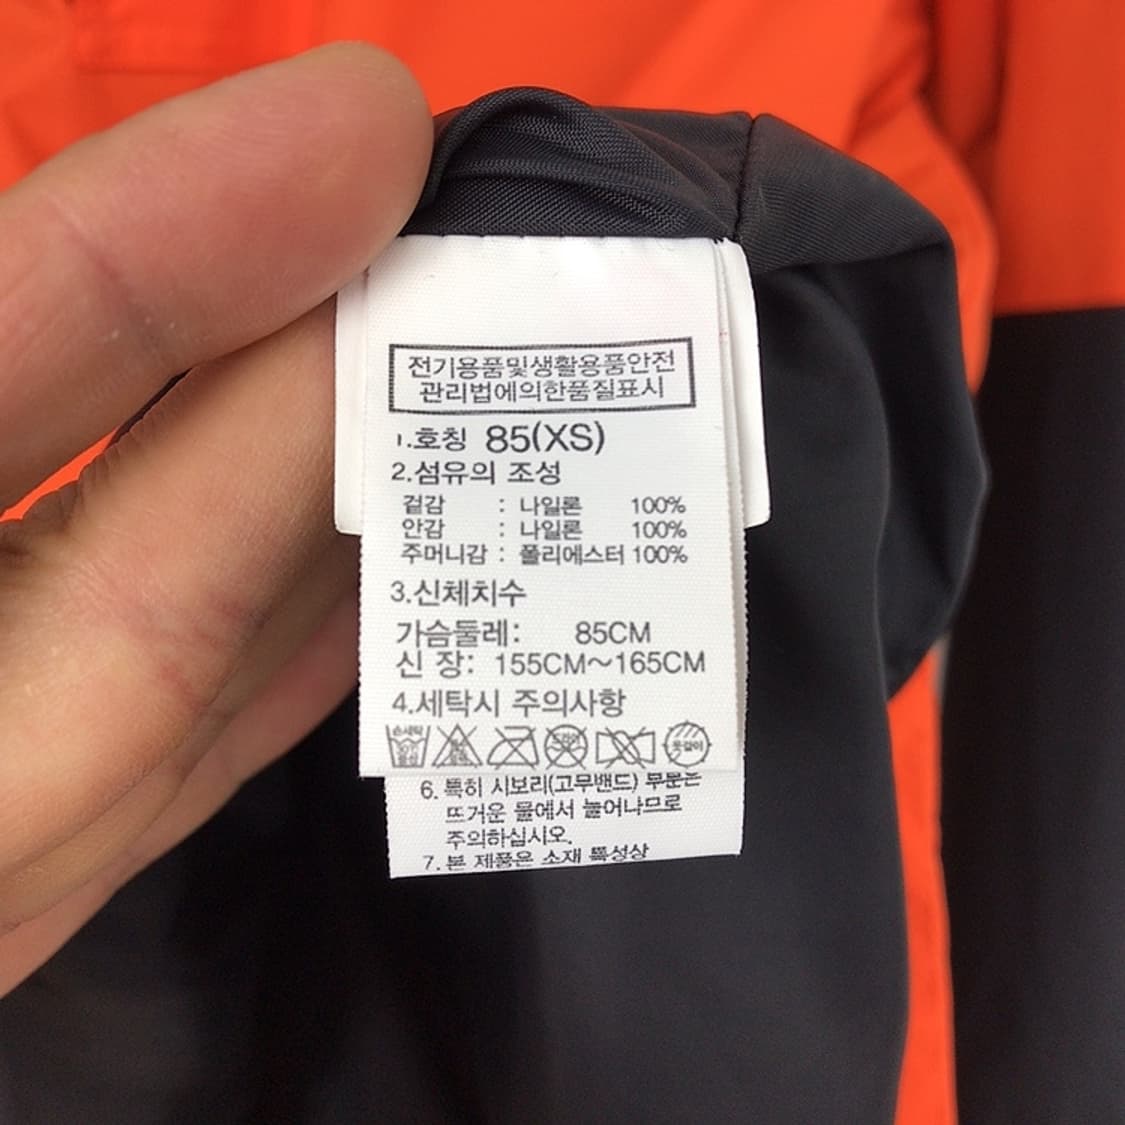 전기용품및생활용품안전
관리법에의한품질표시
1.호칭 85(XS)
2.섬유의 조성
겉감 : 나일론 100%
안감 : 나일론 100%
주머니감 : 폴리에스터 100%
3.신체치수
가슴둘레: 85CM
신 장: 155CM~165CM
4.세탁시 주의사항
손세탁
옷걸이
6. 특히 시보리(고무밴드) 부분은
뜨거운 물에서 늘어나므로
주의하십시오.
7. 본 제품은 소재 특성상